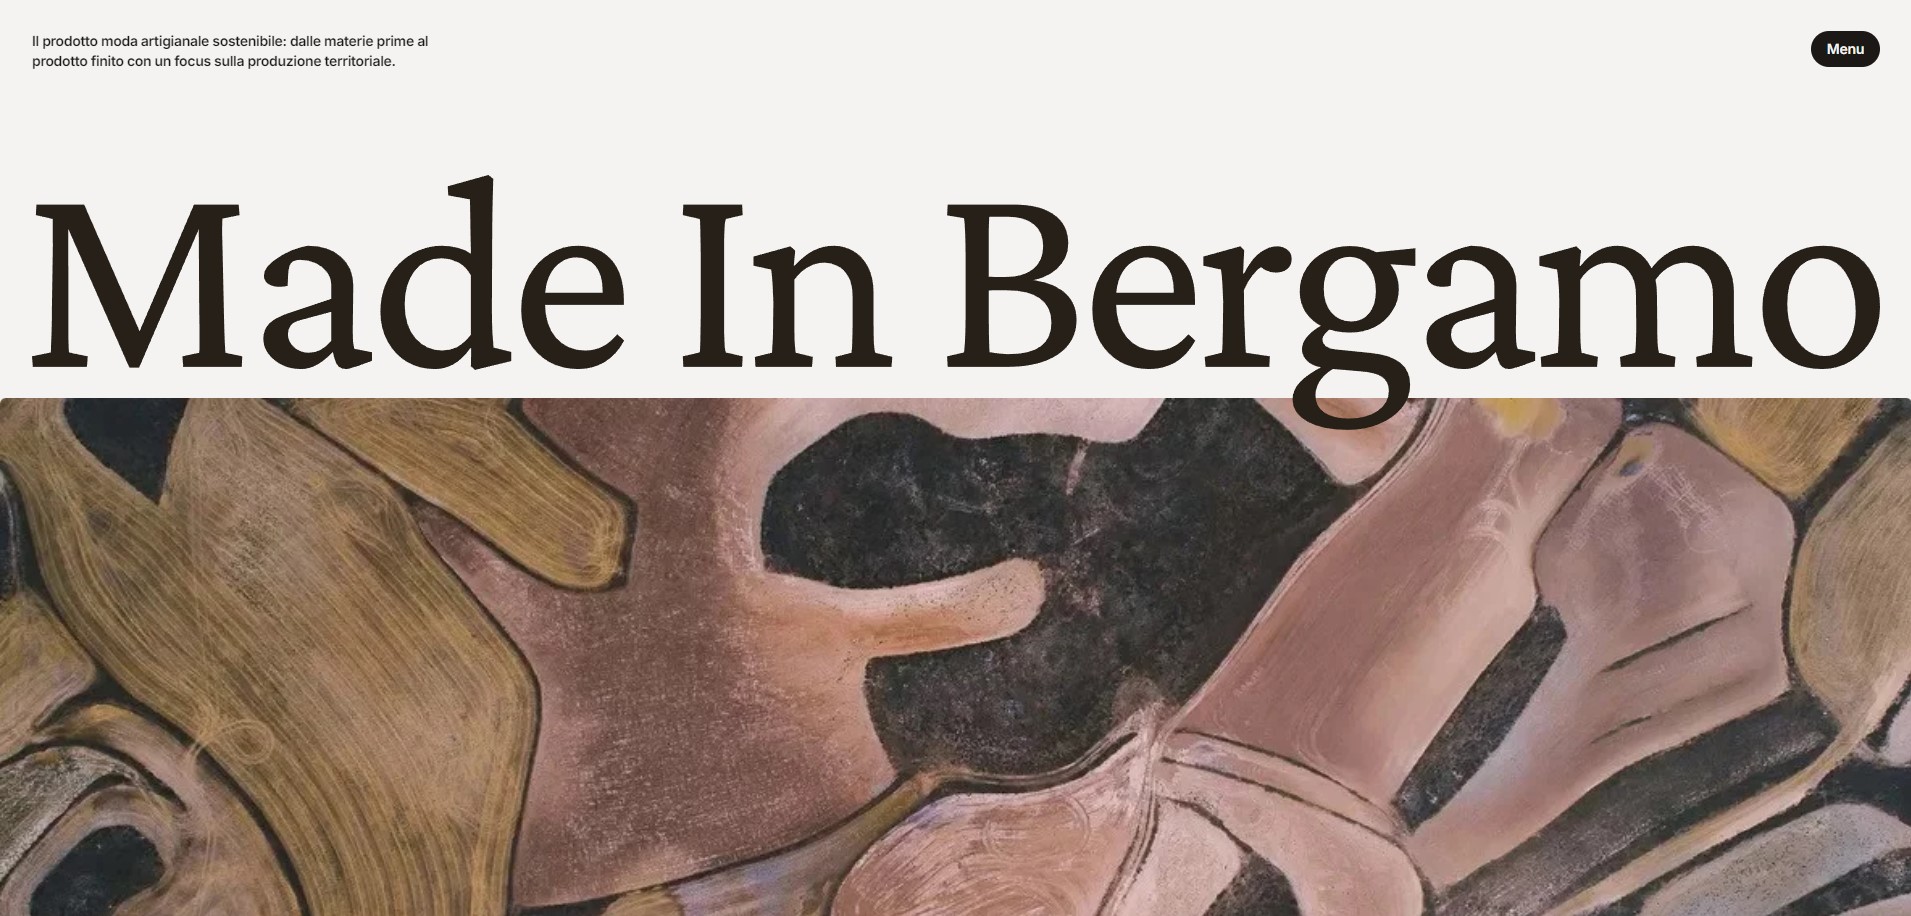 Il prodotto moda artigianale sostenibile: dalle materie prime al
prodotto finito con un focus sulla produzione territoriale.
Menu
Made In Bergamo